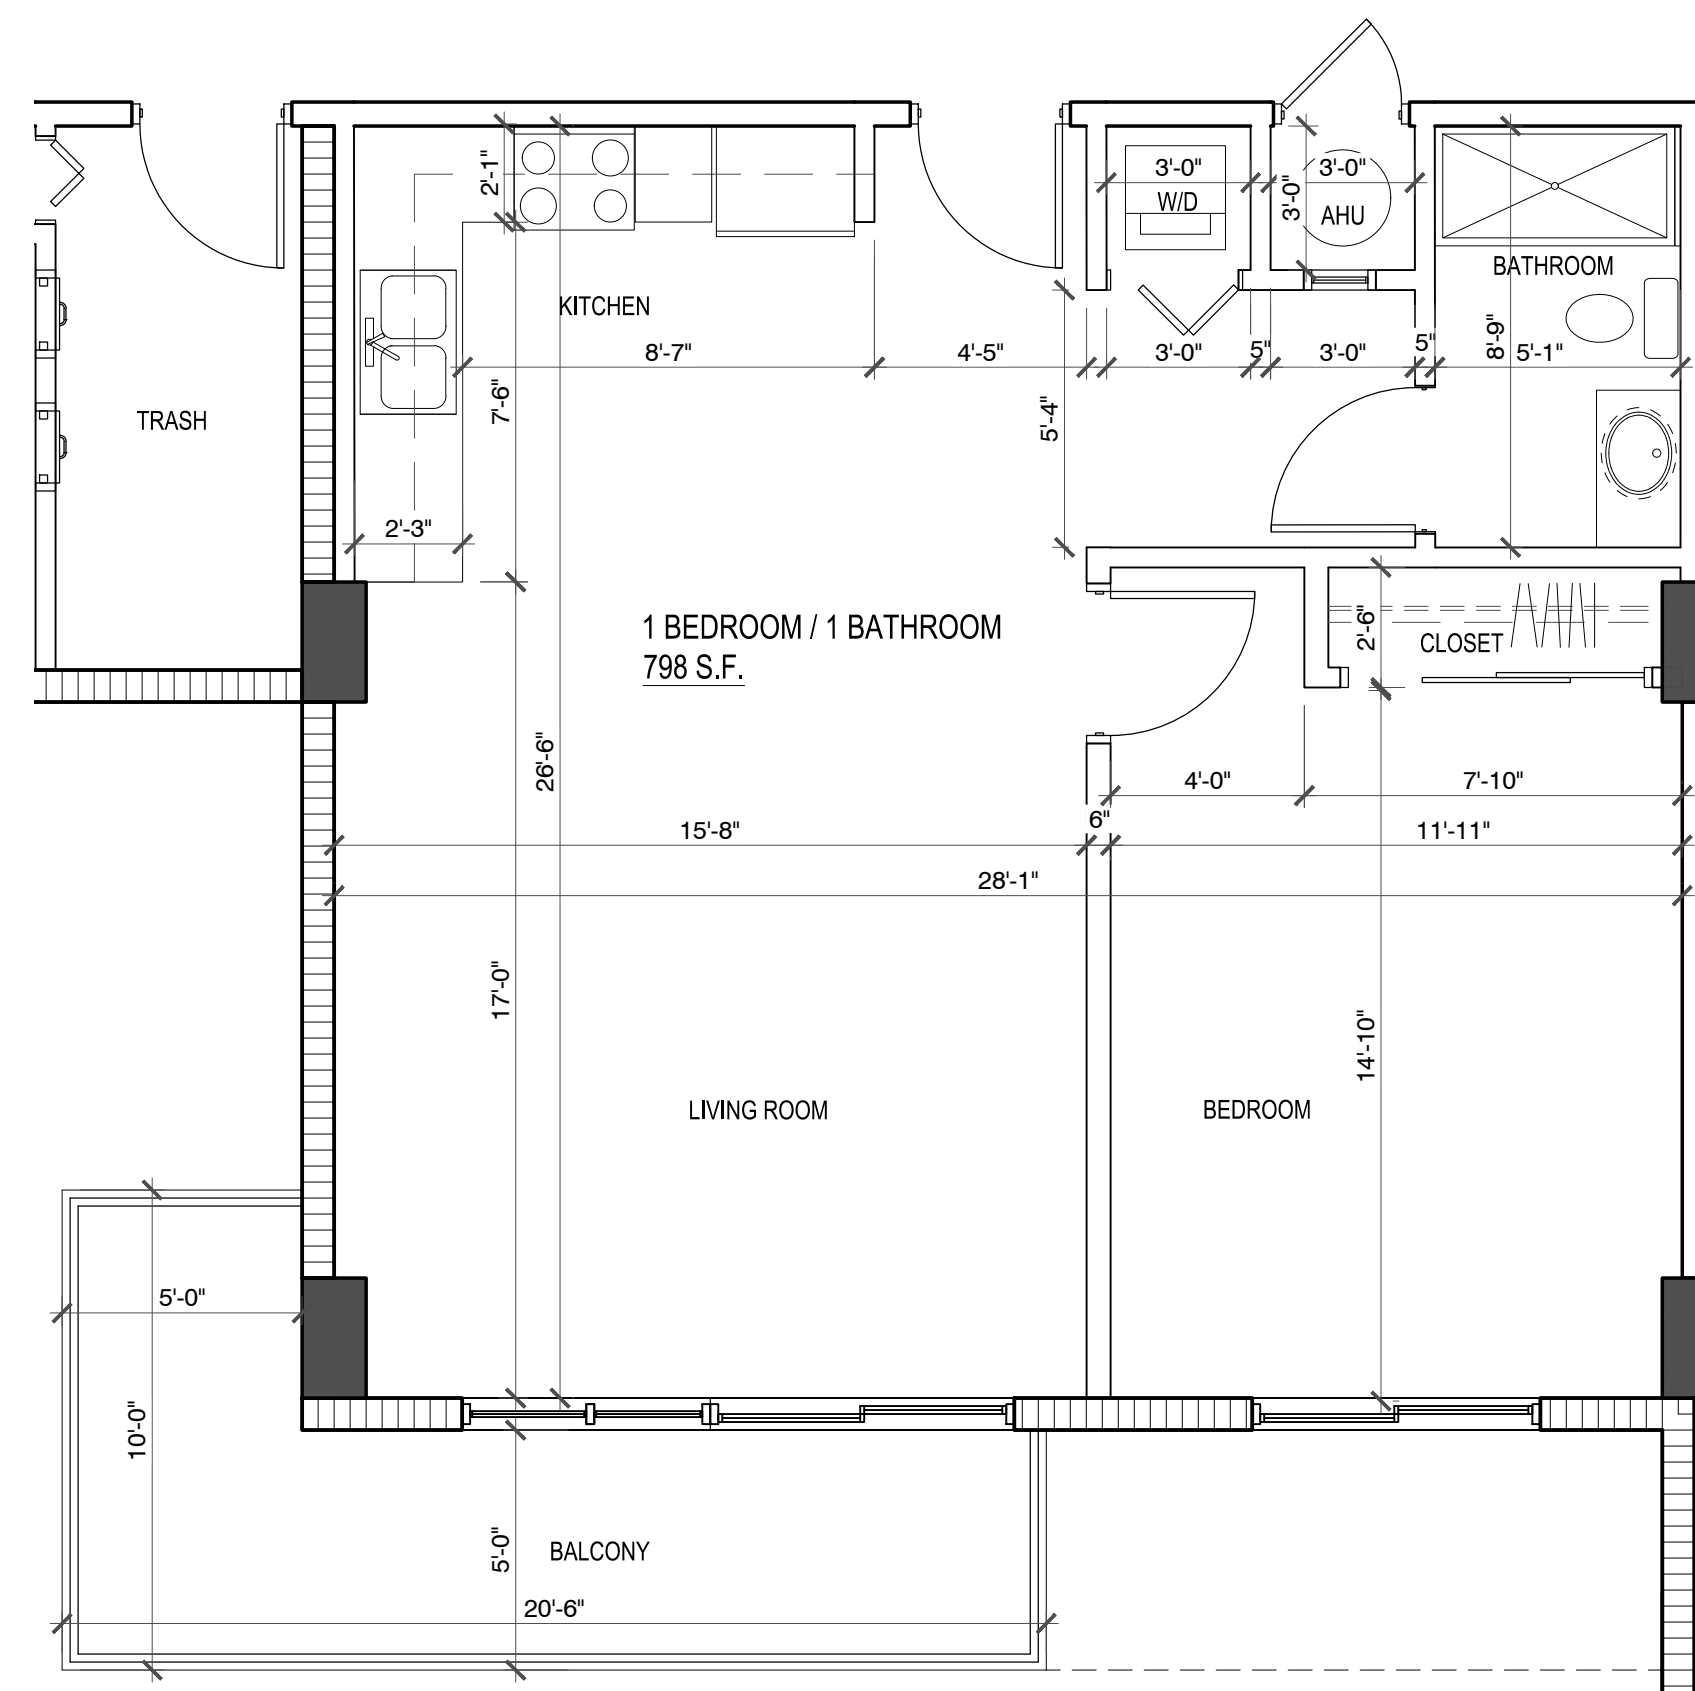 3'-0"
3'-0"
2'-1"
W/D
3'-0"
AHU
BATHROOM
KITCHEN
8'-7"
4'-5"
3'-0"
5"
3'-0"
5"
8'-9"
5'-1"
7'-6"
5'-4"
TRASH
2'-3"
1 BEDROOM / 1 BATHROOM
798 S.F.
2'-6"
CLOSET
26'-6"
4'-0"
7'-10"
15'-8"
6"
11'-11"
28'-1"
17'-0"
14'-10"
LIVING ROOM
BEDROOM
5'-0"
10'-0"
5'-0"
BALCONY
20'-6"